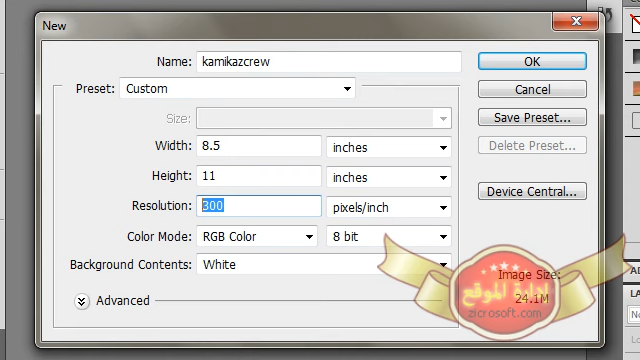 New
Name: kamikazcrew
OK
Preset: Custom
Cancel
Size:
Save Preset...
Width: 8.5 inches
Delete Preset...
Height: 11 inches
Device Central...
Resolution: 300 pixels/inch
Color Mode: RGB Color 8 bit
Background Contents: White
Image Size:
24.1M
Advanced
إدارة الموقع
zicrosoft.com